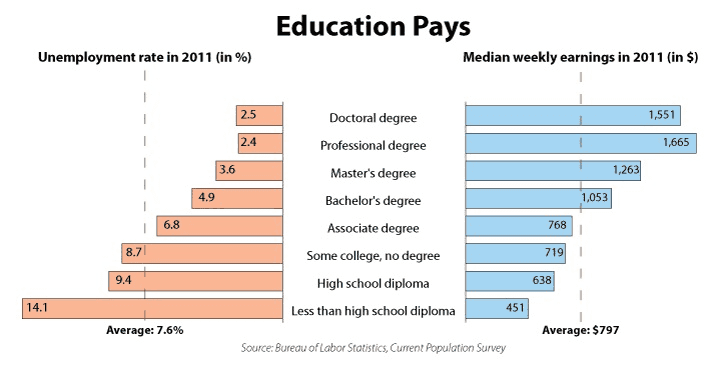 Education Pays
Unemployment rate in 2011 (in %)
Median weekly earnings in 2011 (in $)
2.5 Doctoral degree 1,551
2.4 Professional degree 1,665
3.6 Master's degree 1,263
4.9 Bachelor's degree 1,053
6.8 Associate degree 768
8.7 Some college, no degree 719
9.4 High school diploma 638
14.1 Less than high school diploma 451
Average: 7.6% Average: $797
Source: Bureau of Labor Statistics, Current Population Survey